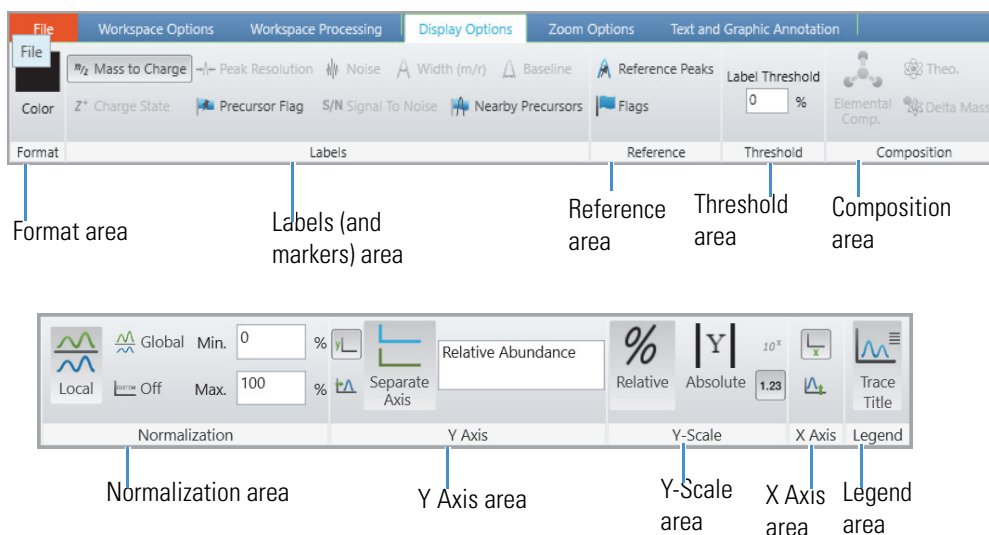 File Workspace Options Workspace Processing Display Options Zoom Options Text and Graphic Annotation
File
m/z Mass to Charge Peak Resolution Noise Width (m/r) Baseline Reference Peaks Label Threshold Theo.
Color Z+ Charge State Precursor Flag S/N Signal To Noise Nearby Precursors Flags 0 % Elemental Comp. Delta Mass
Format Labels Reference Threshold Composition
Format area
Labels (and
markers) area
Reference
area
Threshold
area
Composition
area
Global Min. 0 % y Relative Abundance % |Y| 10x x
Local Off Max. 100 % Separate Axis Relative Absolute 1.23 Trace Title
Normalization Y Axis Y-Scale X Axis Legend
Normalization area
Y Axis area
Y-Scale
area
X Axis
area
Legend
area